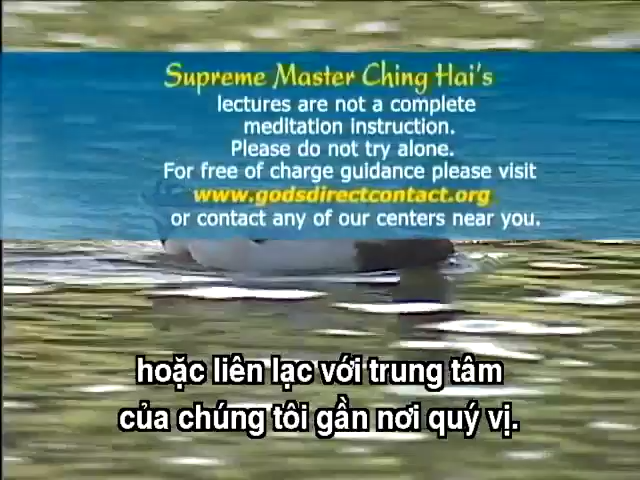 Supreme Master Ching Hai's
lectures are not a complete
meditation instruction.
Please do not try alone.
For free of charge guidance please visit
www.godsdirectcontact.org
or contact any of our centers near you.
hoặc liên lạc với trung tâm
của chúng tôi gần nơi quý vị.